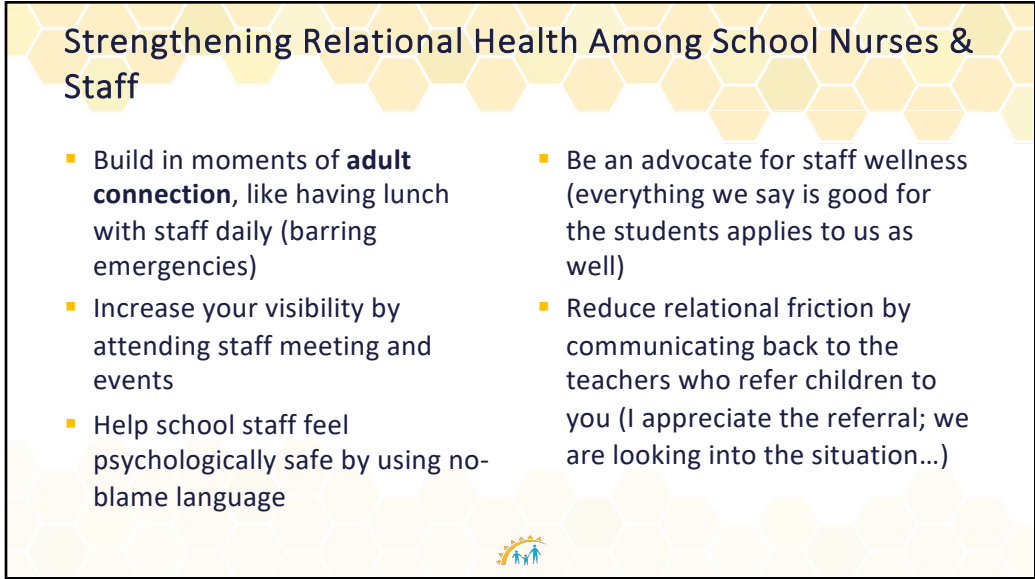 Strengthening Relational Health Among School Nurses &
Staff
▪ Build in moments of adult
connection, like having lunch
with staff daily (barring
emergencies)
▪ Increase your visibility by
attending staff meeting and
events
▪ Help school staff feel
psychologically safe by using no-
blame language
▪ Be an advocate for staff wellness
(everything we say is good for
the students applies to us as
well)
▪ Reduce relational friction by
communicating back to the
teachers who refer children to
you (I appreciate the referral; we
are looking into the situation…)